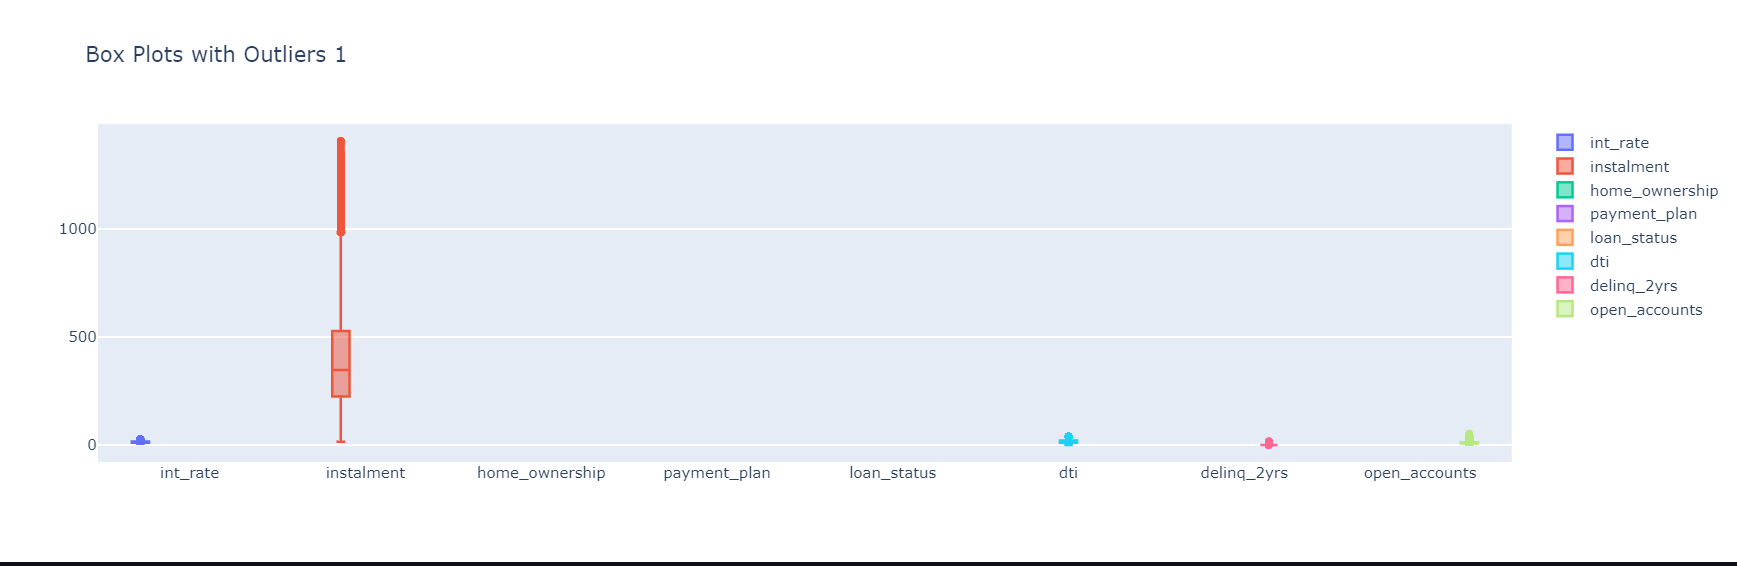 Box Plots with Outliers 1
1000
500
0
int_rate
instalment
home_ownership
payment_plan
loan_status
dti
delinq_2yrs
open_accounts
int_rate
instalment
home_ownership
payment_plan
loan_status
dti
delinq_2yrs
open_accounts